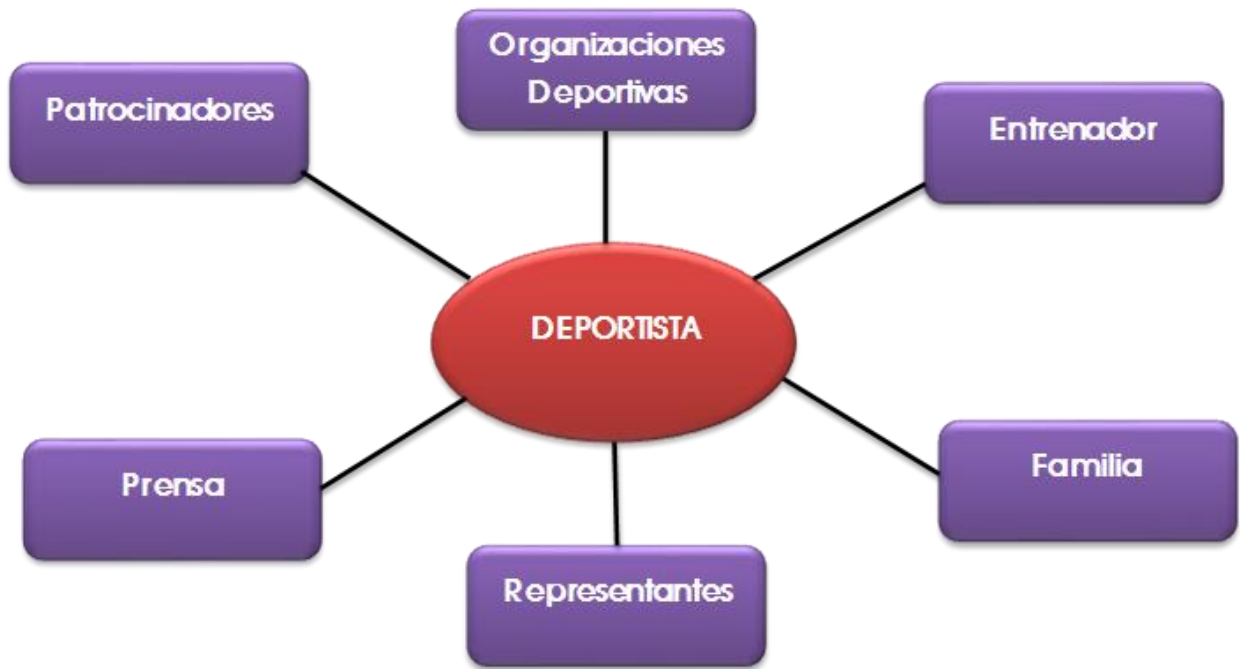 Organizaciones
Deportivas
Patrocinadores
Entrenador
DEPORTISTA
Prensa
Familia
Representantes